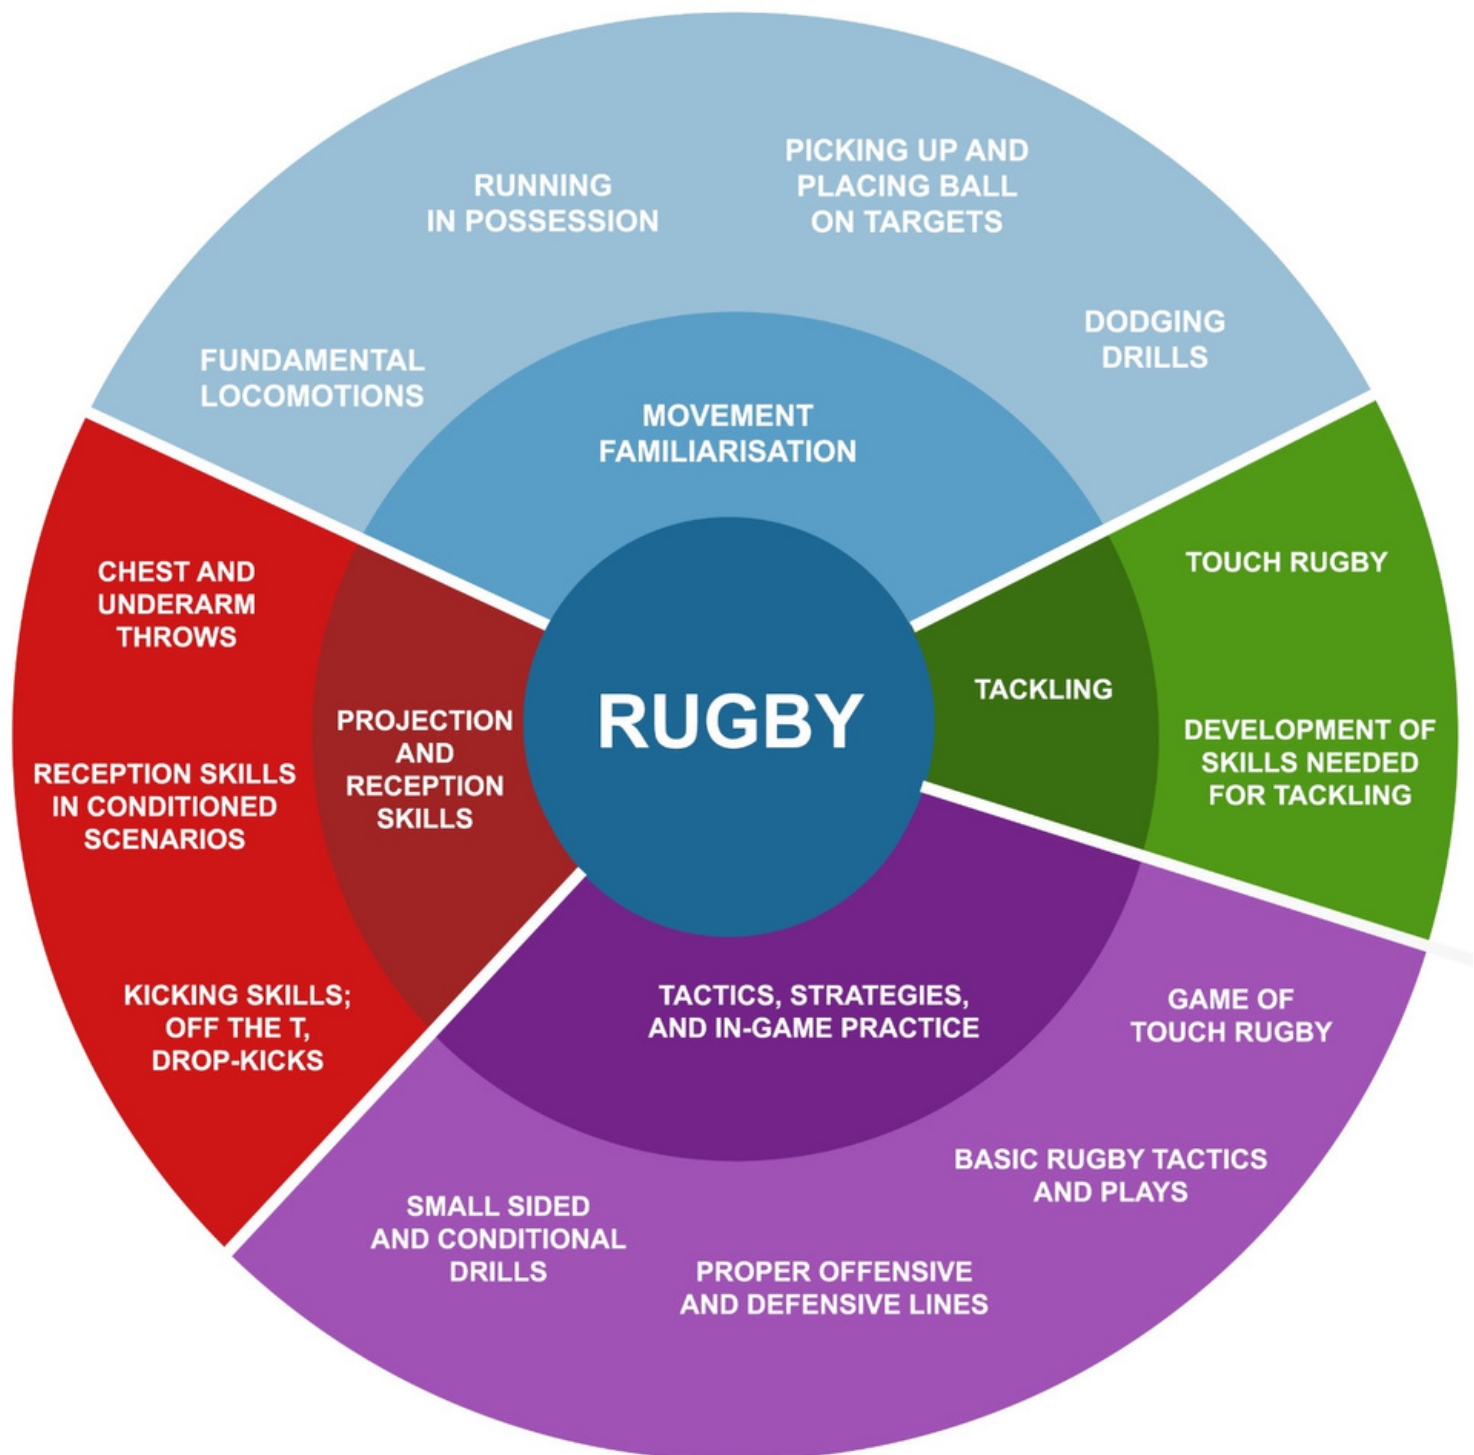 RUNNING
IN POSSESSION
PICKING UP AND
PLACING BALL
ON TARGETS
DODGING
DRILLS
FUNDAMENTAL
LOCOMOTIONS
MOVEMENT
FAMILIARISATION
CHEST AND
UNDERARM
THROWS
RECEPTION SKILLS
IN CONDITIONED
SCENARIOS
KICKING SKILLS;
OFF THE T,
DROP-KICKS
PROJECTION
AND
RECEPTION
SKILLS
RUGBY
TACKLING
TOUCH RUGBY
DEVELOPMENT OF
SKILLS NEEDED
FOR TACKLING
TACTICS, STRATEGIES,
AND IN-GAME PRACTICE
GAME OF
TOUCH RUGBY
BASIC RUGBY TACTICS
AND PLAYS
SMALL SIDED
AND CONDITIONAL
DRILLS
PROPER OFFENSIVE
AND DEFENSIVE LINES